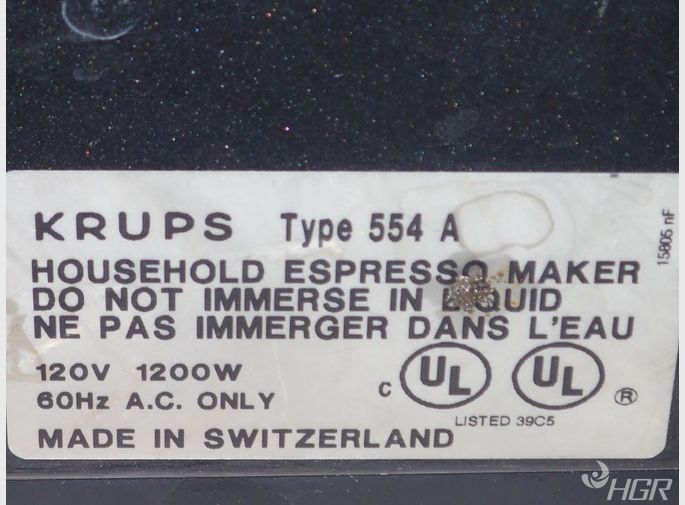 KRUPS Type 554 A
HOUSEHOLD ESPRESSO MAKER
DO NOT IMMERSE IN LIQUID
NE PAS IMMERGER DANS L'EAU
120V 1200W
60Hz A.C. ONLY
C UL UL ®
LISTED 39C5
MADE IN SWITZERLAND
15805 nF
HGR